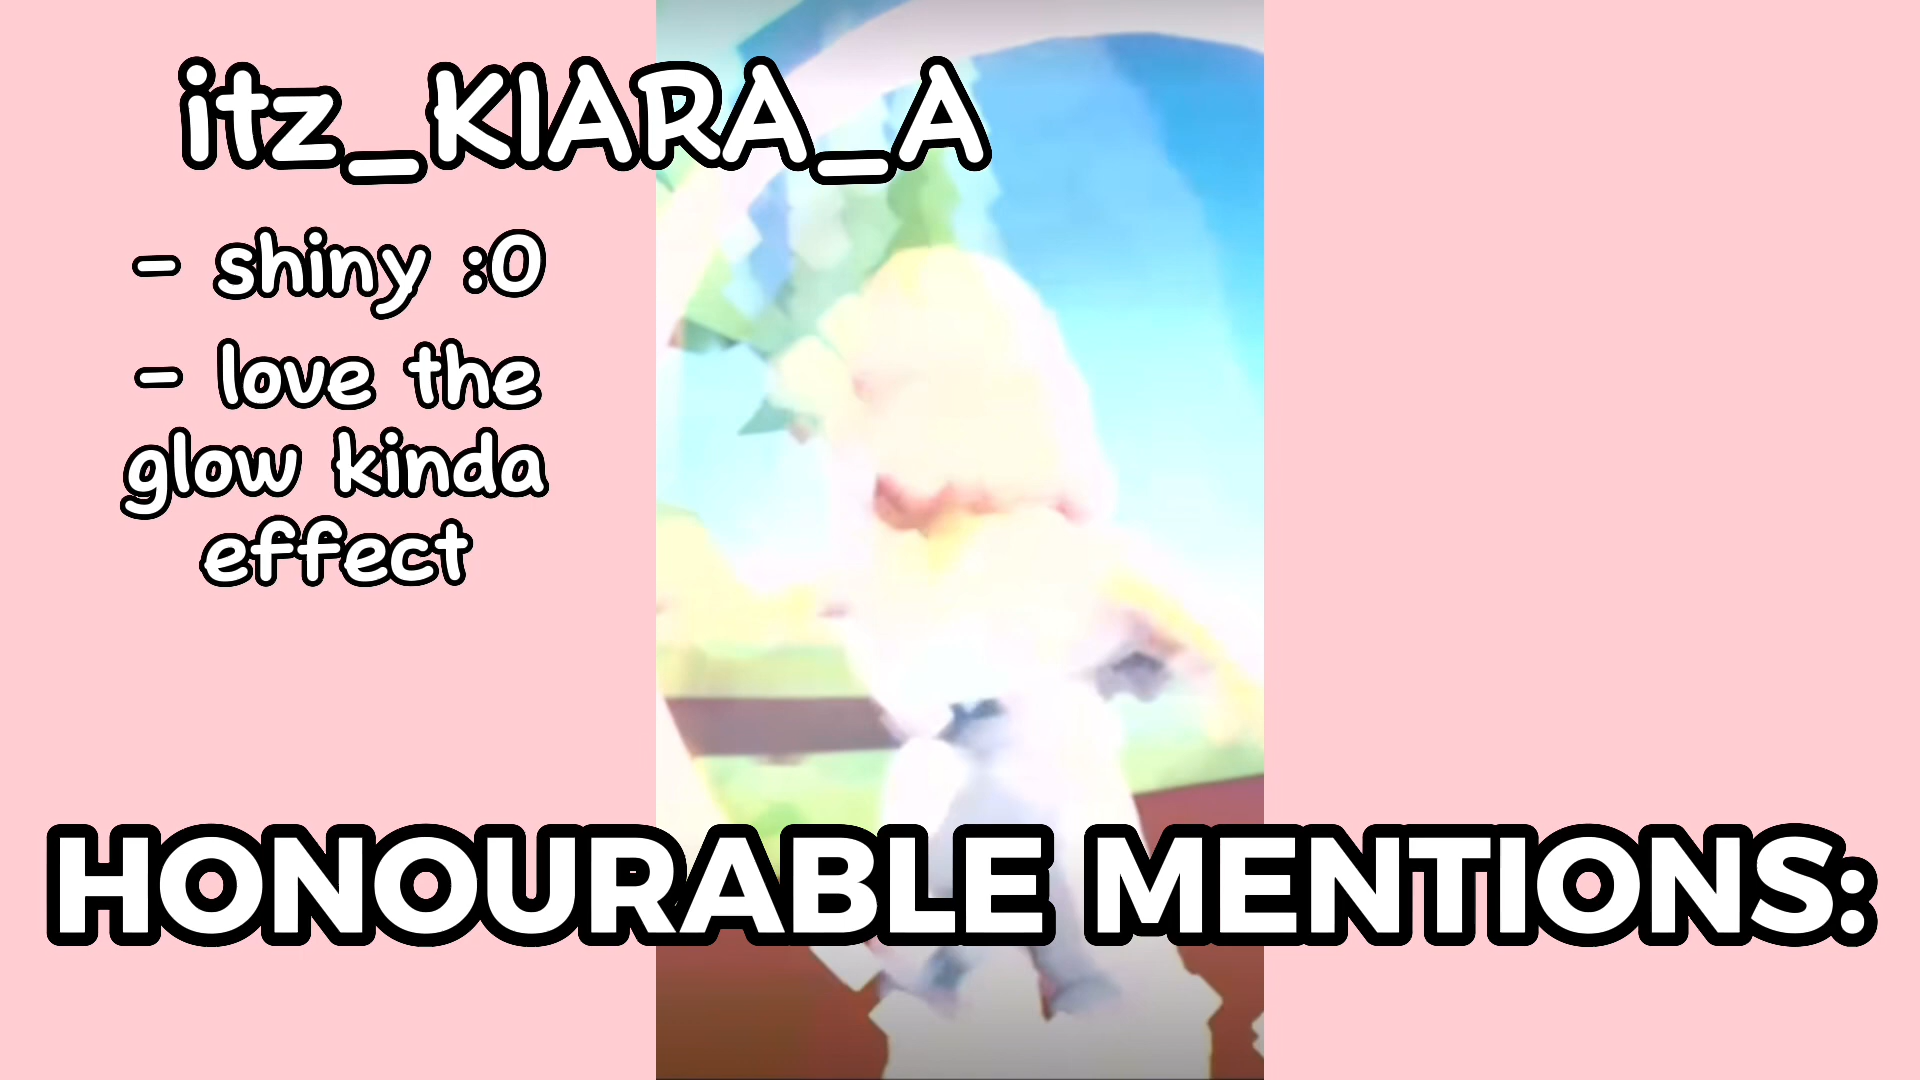 itz_KIARA_A
- shiny :0
- love the
glow kinda
effect
HONOURABLE MENTIONS: